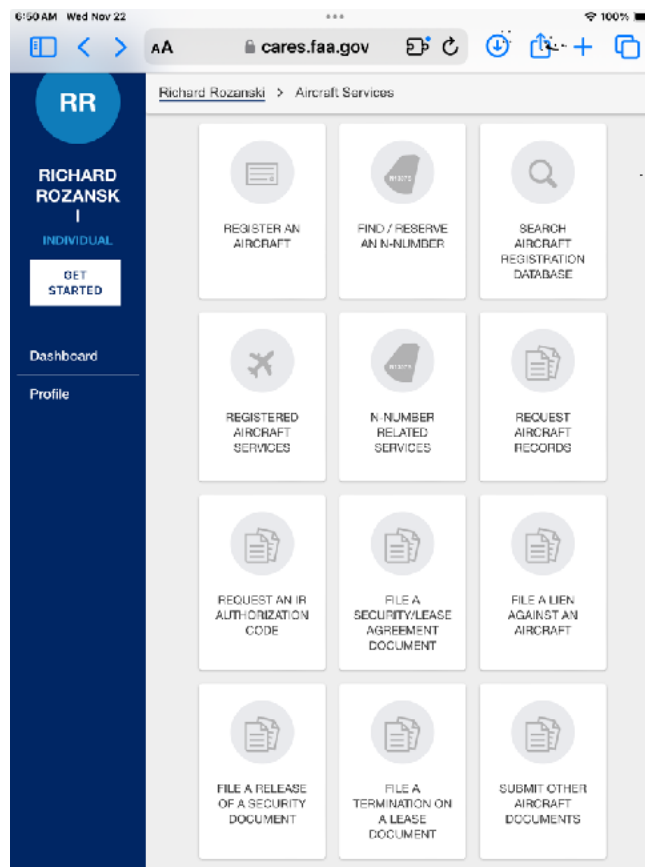 6:50 AM Wed Nov 22
100%
AA
cares.faa.gov
RR
Richard Rozanski > Aircraft Services
RICHARD
ROZANSK
I
INDIVIDUAL
GET
STARTED
Dashboard
Profile
REGISTER AN
AIRCRAFT
FIND / RESERVE
AN N-NUMBER
SEARCH
AIRCRAFT
REGISTRATION
DATABASE
REGISTERED
AIRCRAFT
SERVICES
N-NUMBER
RELATED
SERVICES
REQUEST
AIRCRAFT
RECORDS
REQUEST AN IR
AUTHORIZATION
CODE
FILE A
SECURITY/LEASE
AGREEMENT
DOCUMENT
FILE A LIEN
AGAINST AN
AIRCRAFT
FILE A RELEASE
OF A SECURITY
DOCUMENT
FILE A
TERMINATION ON
A LEASE
DOCUMENT
SUBMIT OTHER
AIRCRAFT
DOCUMENTS